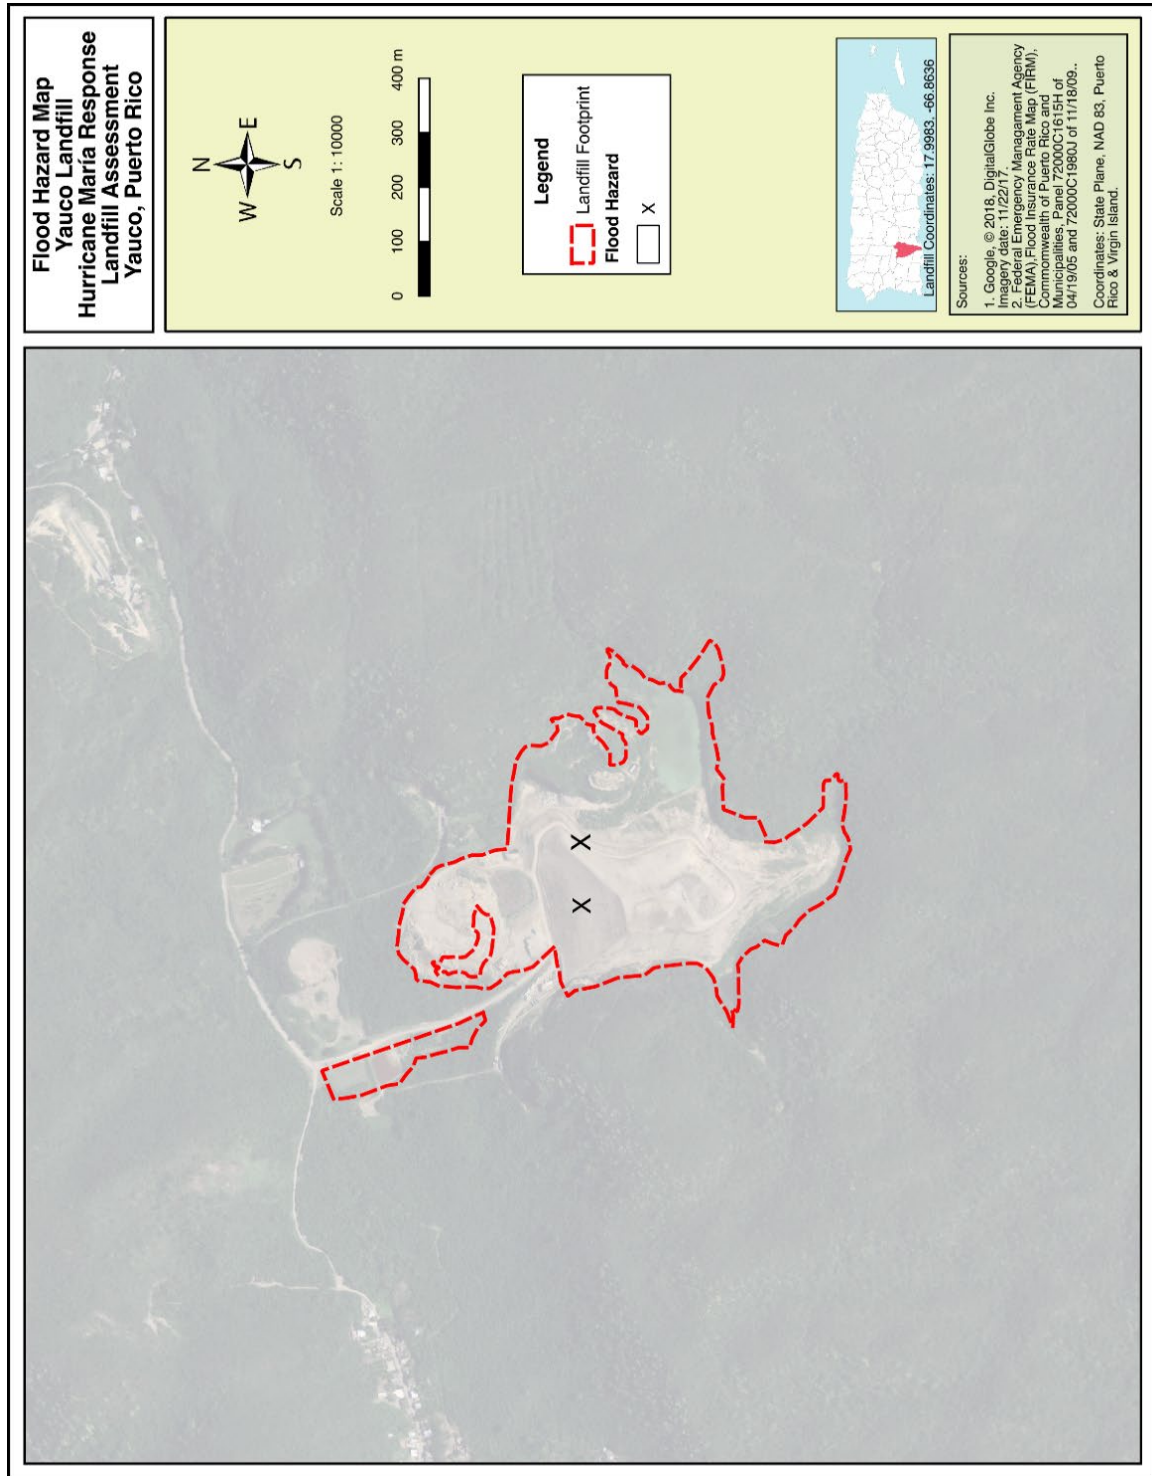 Flood Hazard Map
Yauco Landfill
Hurricane María Response
Landfill Assessment
Yauco, Puerto Rico
N
W
E
S
Scale 1: 10000
0 100 200 300 400 m
Legend
Landfill Footprint
Flood Hazard
X
Landfill Coordinates: 17.9983, -66.8636
Sources:
1. Google, © 2018, DigitalGlobe Inc.
Imagery date: 11/22/17.
2. Federal Emergency Managament Agency
(FEMA),Flood Insurance Rate Map (FIRM),
Commomwealth of Puerto Rico and
Municipalities, Panel 72000C1615H of
04/19/05 and 72000C1980J of 11/18/09..
Coordinates: State Plane, NAD 83, Puerto
Rico & Virgin Island.
X
X